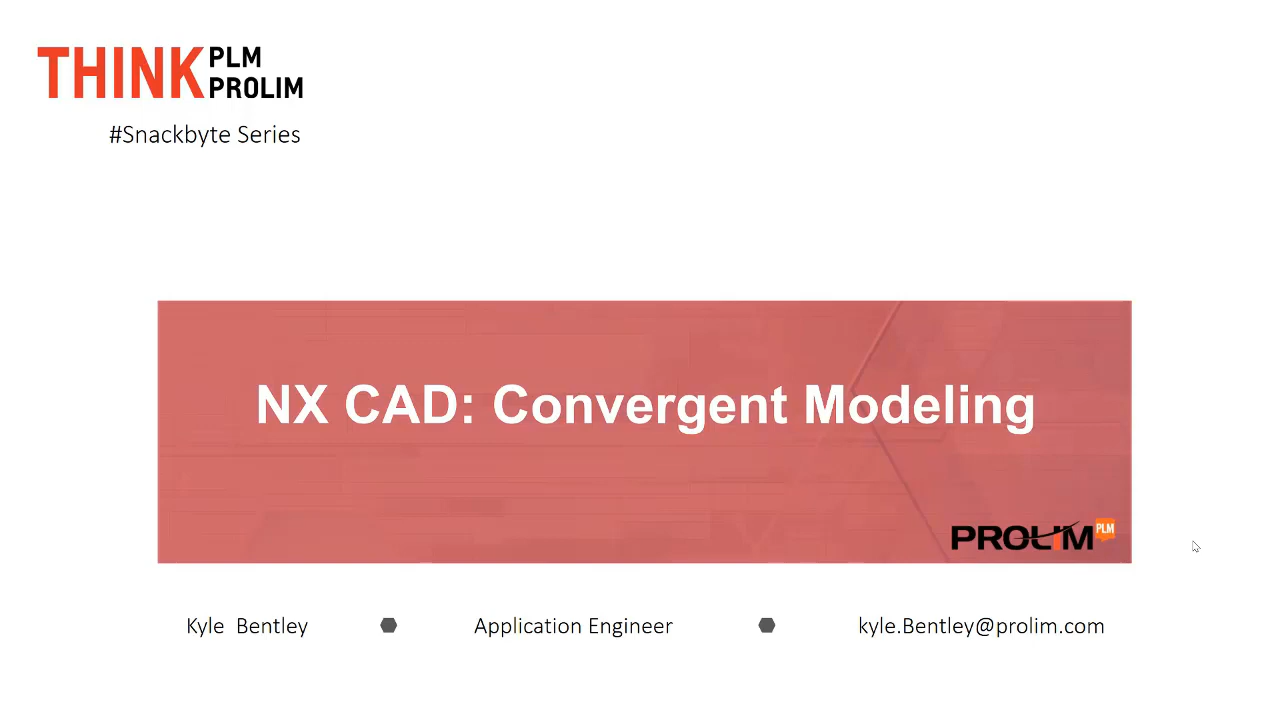 THINK PLM
PROLIM
#Snackbyte Series
NX CAD: Convergent Modeling
PROLIM PLM
Kyle Bentley
Application Engineer
kyle.Bentley@prolim.com